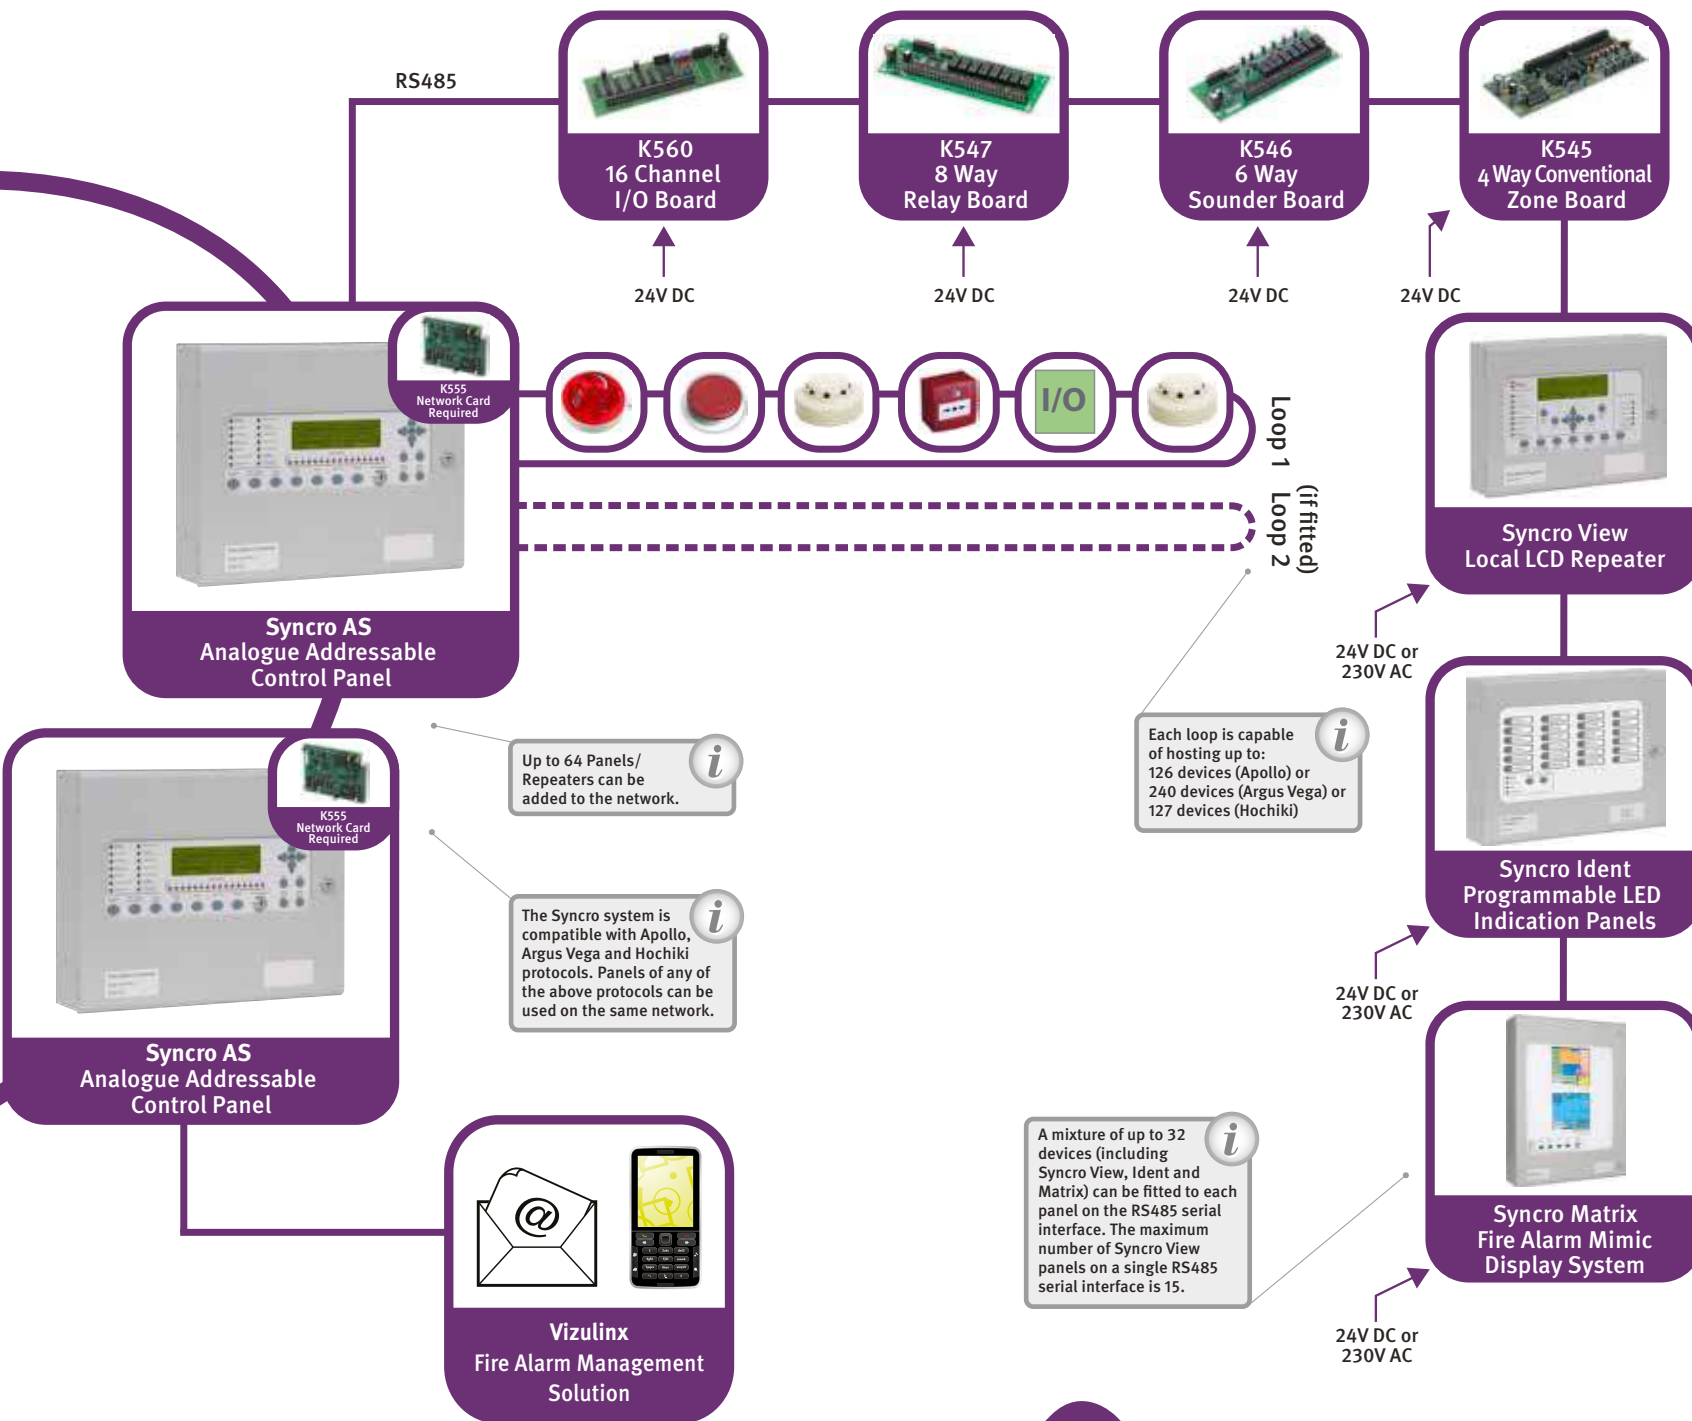 RS485
K560
16 Channel
I/O Board
K547
8 Way
Relay Board
K546
6 Way
Sounder Board
K545
4 Way Conventional
Zone Board
24V DC
24V DC
24V DC
24V DC
K555
Network Card
Required
I/O
Loop 1
Loop 2
(if fitted)
Syncro AS
Analogue Addressable
Control Panel
Syncro View
Local LCD Repeater
24V DC or
230V AC
Up to 64 Panels/
Repeaters can be
added to the network.
i
Each loop is capable
of hosting up to:
126 devices (Apollo) or
240 devices (Argus Vega) or
127 devices (Hochiki)
i
K555
Network Card
Required
The Syncro system is
compatible with Apollo,
Argus Vega and Hochiki
protocols. Panels of any of
the above protocols can be
used on the same network.
i
Syncro Ident
Programmable LED
Indication Panels
24V DC or
230V AC
Syncro AS
Analogue Addressable
Control Panel
@
Vizulinx
Fire Alarm Management
Solution
A mixture of up to 32
devices (including
Syncro View, Ident and
Matrix) can be fitted to each
panel on the RS485 serial
interface. The maximum
number of Syncro View
panels on a single RS485
serial interface is 15.
i
Syncro Matrix
Fire Alarm Mimic
Display System
24V DC or
230V AC